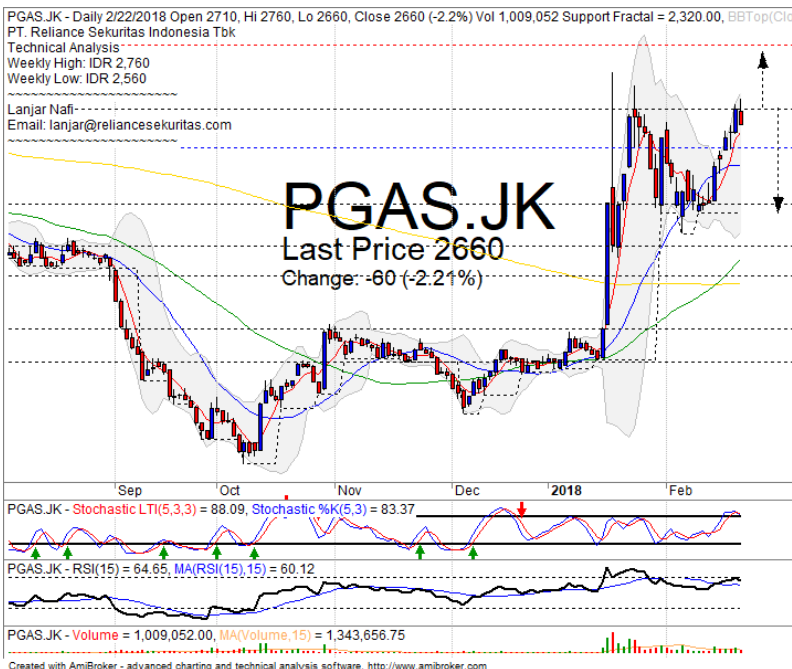 PGAS.JK - Daily 2/22/2018 Open 2710, Hi 2760, Lo 2660, Close 2660 (-2.2%) Vol 1,009,052 Support Fractal = 2,320.00, BBTop(Clo
PT. Reliance Sekuritas Indonesia Tbk
Technical Analysis
Weekly High: IDR 2,760
Weekly Low: IDR 2,560
~~~~~~~~~~~~~~~~~~~~~
Lanjar Nafi
Email: lanjar@reliancesekuritas.com
~~~~~~~~~~~~~~~~~~~~~
PGAS.JK
Last Price 2660
Change: -60 (-2.21%)
Sep Oct Nov Dec 2018 Feb
PGAS.JK - Stochastic LTI(5,3,3) = 88.09, Stochastic %K(5,3) = 83.37
PGAS.JK - RSI(15) = 64.65, MA(RSI(15),15) = 60.12
PGAS.JK - Volume = 1,009,052.00, MA(Volume,15) = 1,343,656.75
Created with AmiBroker - advanced charting and technical analysis software. http://www.amibroker.com